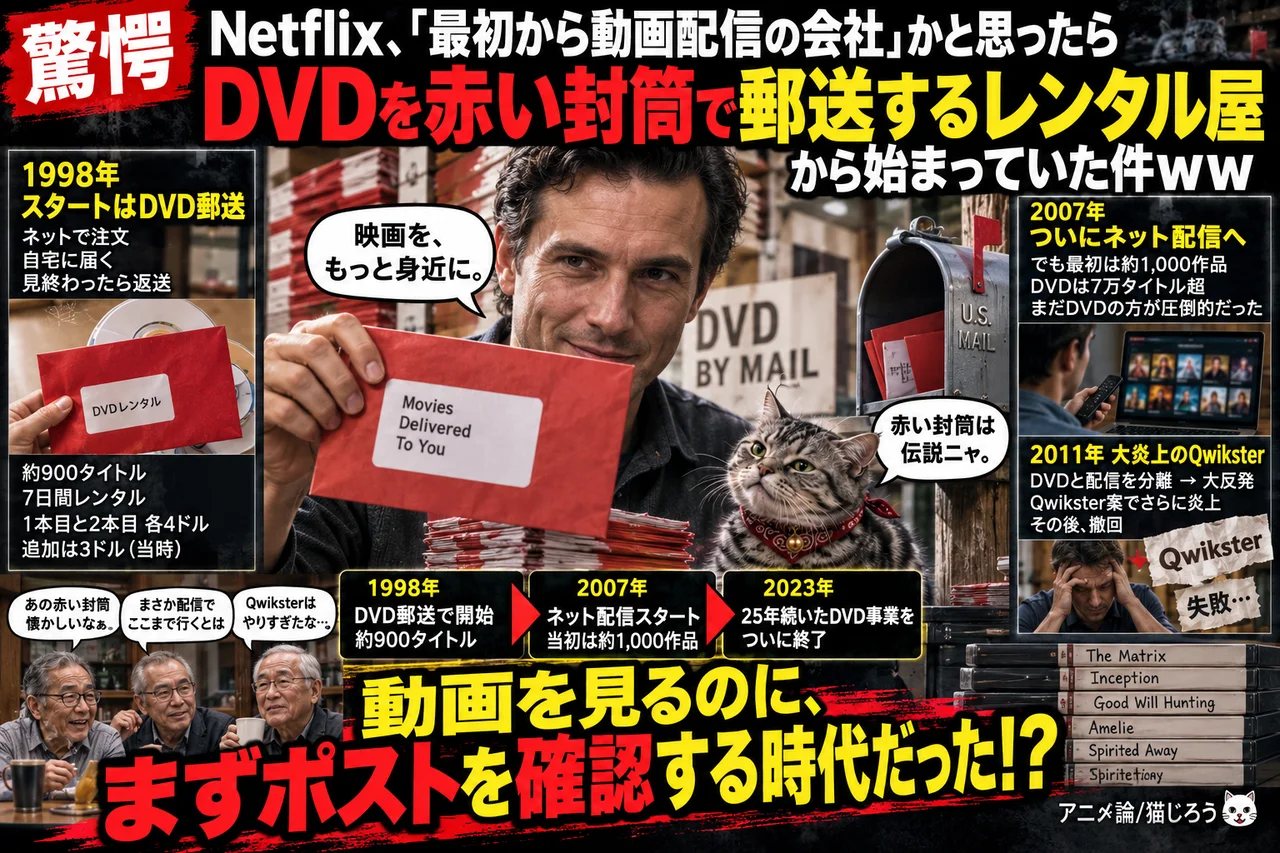 驚愕
Netflix、「最初から動画配信の会社」かと思ったら
DVDを赤い封筒で郵送するレンタル屋
から始まっていた件ww
1998年
スタートはDVD郵送
ネットで注文
自宅に届く
見終わったら返送
DVDレンタル
約900タイトル
7日間レンタル
1本目と2本目 各4ドル
追加は3ドル(当時)
映画を、
もっと身近に。
Movies
Delivered
To You
DVD
BY MAIL
U.S.
MAIL
赤い封筒は
伝説ニャ。
2007年
ついにネット配信へ
でも最初は約1,000作品
DVDは7万タイトル超
まだDVDの方が圧倒的だった
2011年 大炎上のQwikster
DVDと配信を分離 → 大反発
Qwikster案でさらに炎上
その後、撤回
Qwikster
失敗…
あの赤い封筒
懐かしいなぁ。
まさか配信で
ここまで行くとは
Qwiksterは
やりすぎたな…
1998年
DVD郵送で開始
約900タイトル
2007年
ネット配信スタート
当初は約1,000作品
2023年
25年続いたDVD事業を
ついに終了
The Matrix
Inception
Good Will Hunting
Amelie
Spirited Away
動画を見るのに、
まずポストを確認する時代だった!?
アニメ論/猫じろう